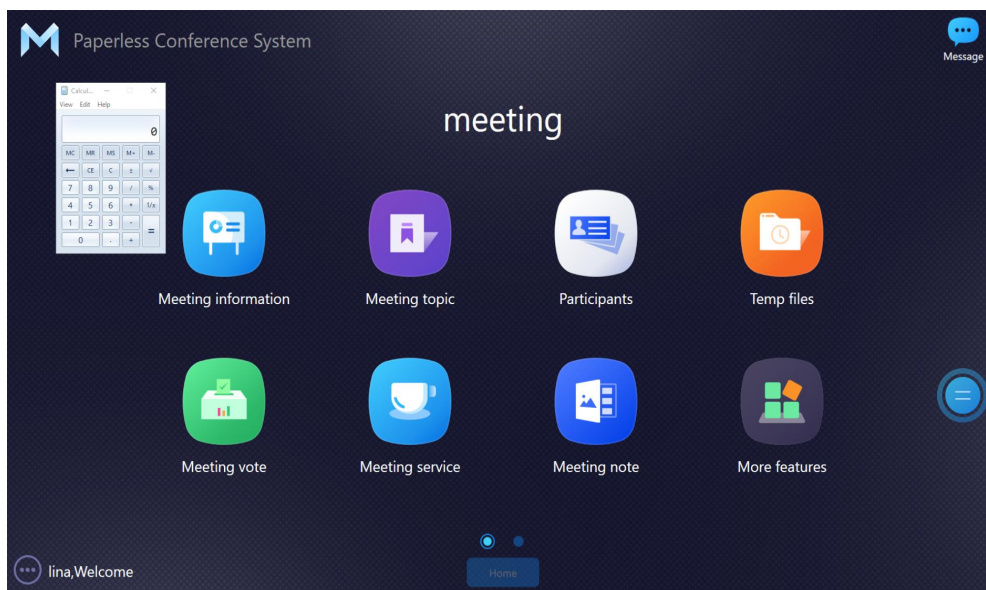 Paperless Conference System
Message
Calcul...
View Edit Help
0
MC MR MS M+ M-
← CE C ± √
7 8 9 / %
4 5 6 * 1/x
1 2 3 - =
0 . +
meeting
Meeting information
Meeting topic
Participants
Temp files
Meeting vote
Meeting service
Meeting note
More features
lina,Welcome
Home